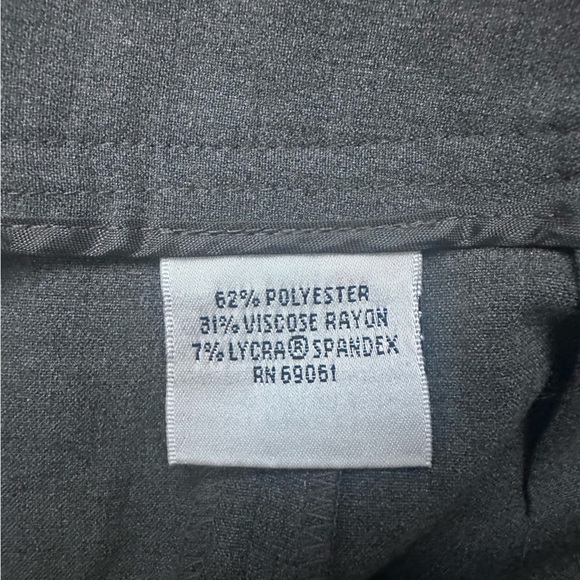 62% POLYESTER
31% VISCOSE RAYON
7% LYCRA® SPANDEX
RN 69061